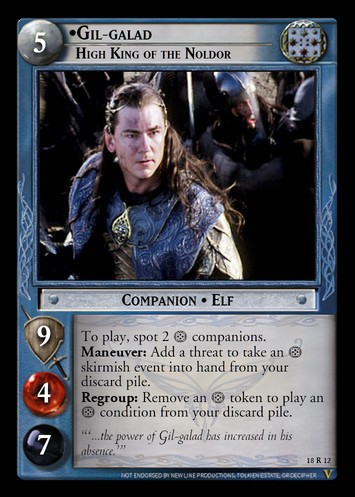 5
•Gil-galad
High King of the Noldor
Companion • Elf
9
4
7
To play, spot 2 companions.
Maneuver: Add a threat to take an
skirmish event into hand from your
discard pile.
Regroup: Remove an token to play an
condition from your discard pile.
“‘...the power of Gil-galad has increased in his
absence.’”
18 R 12
NOT ENDORSED BY NEW LINE PRODUCTIONS, TOLKIEN ESTATE, OR DECIPHER
V